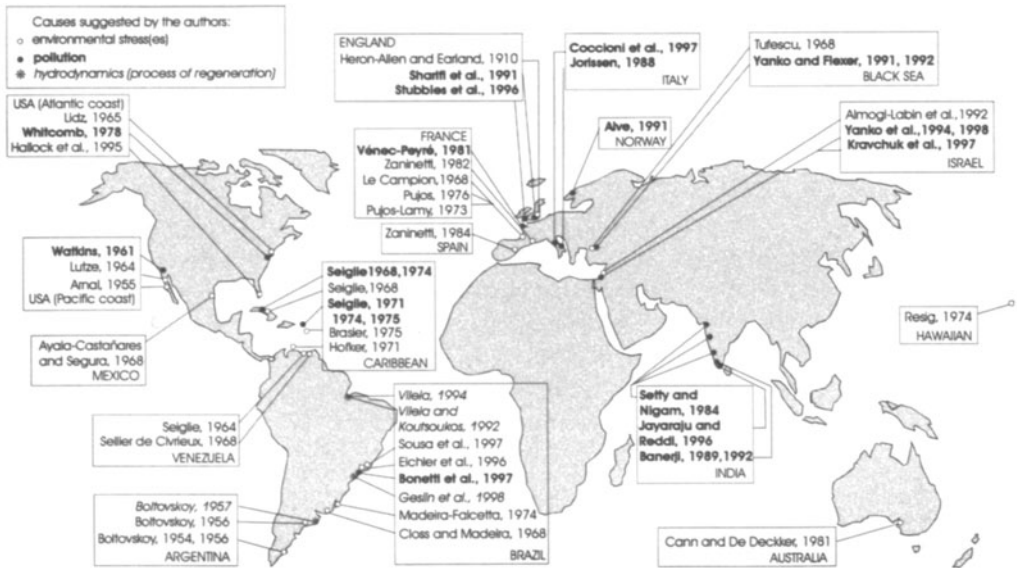 Causes suggested by the authors:
environmental stress(es)
pollution
hydrodynamics (process of regeneration)
USA (Atlantic coast)
Lidz, 1965
Whitcomb, 1978
Hallock et al., 1995
ENGLAND
Heron-Allen and Earland, 1910
Shariffi et al., 1991
Stubbles et al., 1996
Coccioni et al., 1997
Jorissen, 1988
ITALY
Tufescu, 1968
Yanko and Flexer, 1991, 1992
BLACK SEA
FRANCE
Vénec-Peyré, 1981
Zaninetti, 1982
Le Campion, 1968
Pujos, 1976
Pujos-Lamy, 1973
Alve, 1991
NORWAY
Almogi-Labin et al., 1992
Yanko et al., 1994, 1998
Kravchuk et al., 1997
ISRAEL
Zaninetti, 1984
SPAIN
Watkins, 1961
Lutze, 1964
Arnal, 1955
USA (Pacific coast)
Seiglie 1968, 1974
Seiglie, 1968
Seiglie, 1971
1974, 1975
Brasier, 1975
Hofker, 1971
CARIBBEAN
Resig, 1974
HAWAIIAN
Ayala-Castañares
and Segura, 1968
MEXICO
Seiglie, 1964
Sellier de Civrieux, 1968
VENEZUELA
Vilela, 1994
Vilela and
Koutsoukos, 1992
Sousa et al., 1997
Eichler et al., 1996
Bonetti et al., 1997
Geslin et al., 1998
Madeira-Falcetta, 1974
Closs and Madeira, 1968
BRAZIL
Setty and
Nigam, 1984
Jayaraju and
Reddi, 1996
Banerji, 1989, 1992
INDIA
Boltovskoy, 1957
Boltovskoy, 1956
Boltovskoy, 1954, 1956
ARGENTINA
Cann and De Deckker, 1981
AUSTRALIA